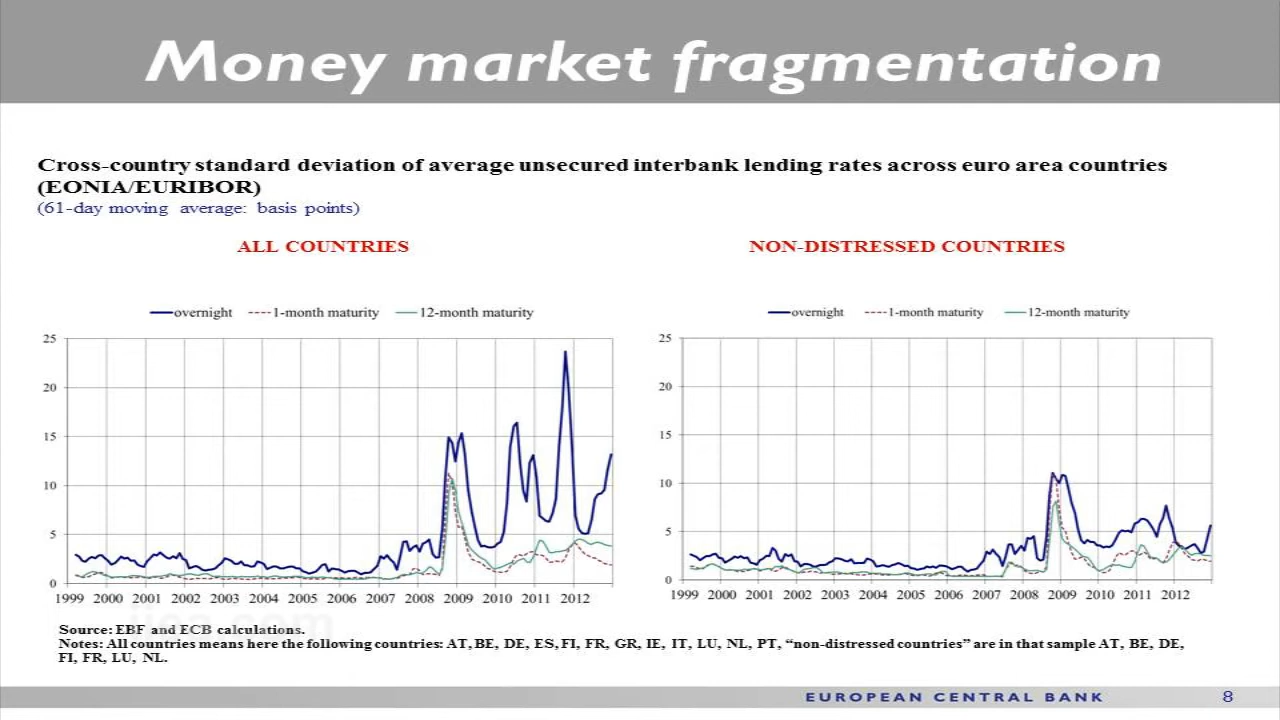 Money market fragmentation
Cross-country standard deviation of average unsecured interbank lending rates across euro area countries
(EONIA/EURIBOR)
(61-day moving average: basis points)
ALL COUNTRIES
overnight 1-month maturity 12-month maturity
25
20
15
10
5
0
1999 2000 2001 2002 2003 2004 2005 2006 2007 2008 2009 2010 2011 2012
NON-DISTRESSED COUNTRIES
overnight 1-month maturity 12-month maturity
25
20
15
10
5
0
1999 2000 2001 2002 2003 2004 2005 2006 2007 2008 2009 2010 2011 2012
Source: EBF and ECB calculations.
Notes: All countries means here the following countries: AT, BE, DE, ES, FI, FR, GR, IE, IT, LU, NL, PT, “non-distressed countries” are in that sample AT, BE, DE,
FI, FR, LU, NL.
EUROPEAN CENTRAL BANK
8